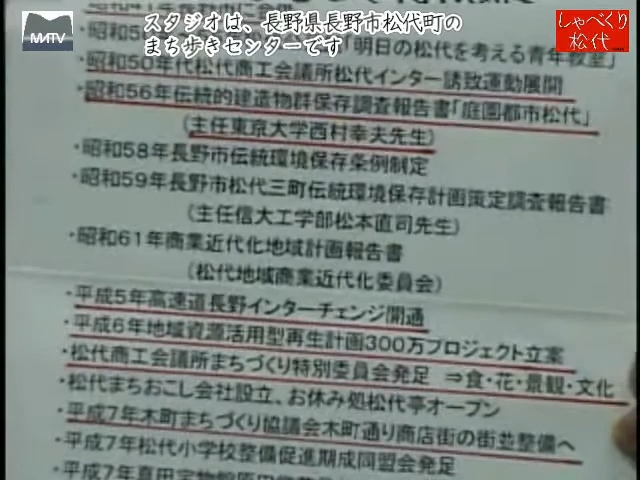 スタジオは、長野県長野市松代町の
まち歩きセンターです
しゃべくり
松代
MATV
「明日の松代を考える青年教室」
・昭和50年代松代商工会議所松代インター誘致運動展開
・昭和56年伝統的建造物群保存調査報告書「庭園都市松代」
(主任東京大学西村幸夫先生)
・昭和58年長野市伝統環境保存条例制定
・昭和59年長野市松代三町伝統環境保存計画策定調査報告書
(主任信大工学部松本直司先生)
・昭和61年商業近代化地域計画報告書
(松代地域商業近代化委員会)
・平成5年高速道長野インターチェンジ開通
・平成6年地域資源活用型再生計画300万プロジェクト立案
・松代商工会議所まちづくり特別委員会発足 ⇒食・花・景観・文化
・松代まちおこし会社設立、お休み処松代亭オープン
・平成7年木町まちづくり協議会木町通り商店街の街並整備へ
・平成7年松代小学校整備促進期成同盟会発足
・平成7年真田宝物館